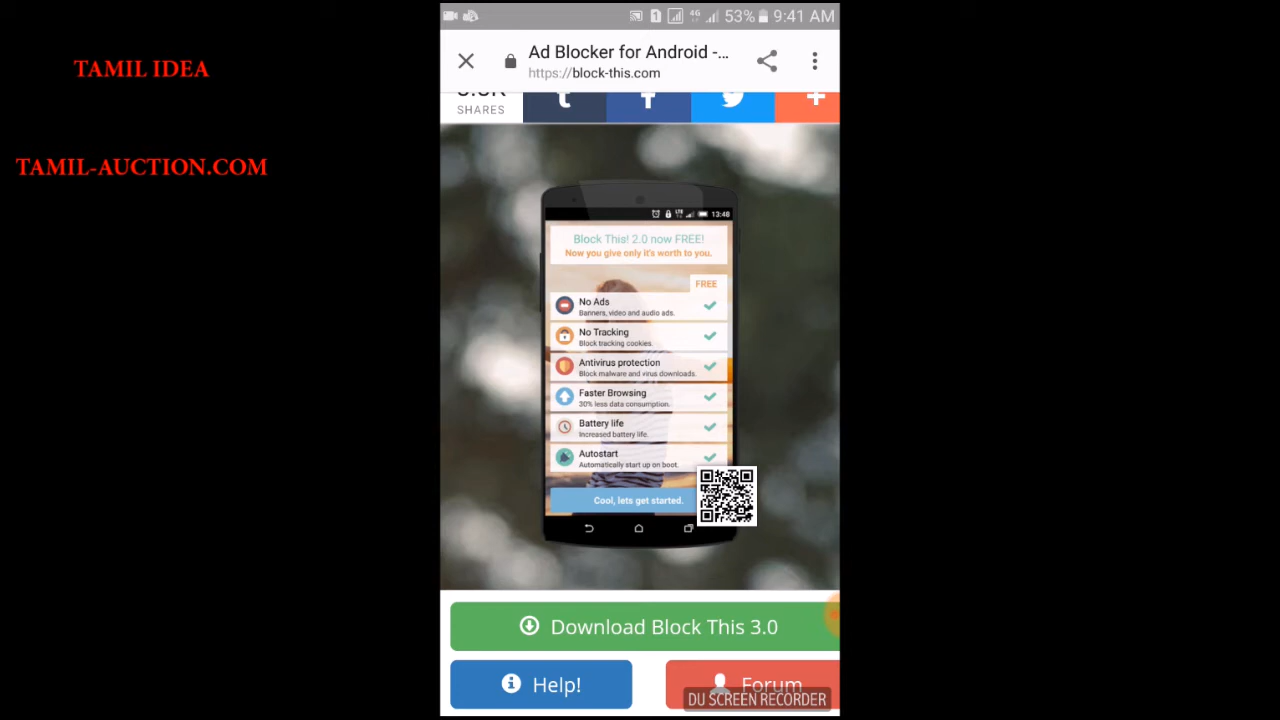 TAMIL IDEA
TAMIL-AUCTION.COM
1 4G 53% 9:41 AM
Ad Blocker for Android -...
https://block-this.com
SHARES
LTE 13:48
Block This! 2.0 now FREE!
Now you give only it's worth to you.
FREE
No Ads
Banners, video and audio ads.
No Tracking
Block tracking cookies.
Antivirus protection
Block malware and virus downloads.
Faster Browsing
30% less data consumption.
Battery life
Increased battery life.
Autostart
Automatically start up on boot.
Cool, lets get started.
Download Block This 3.0
Help!
Forum
DU SCREEN RECORDER